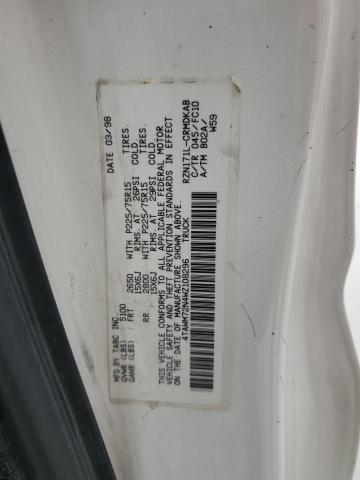 MFD BY TABC INC. DATE 03/98
GVWR (LBS) 5100
GAWR (LBS) FRT 2650 WITH P225/75R15 TIRES.
15X6J RIMS. AT 26PSI COLD.
RR. 2800 WITH P225/75R15 TIRES.
15X6J RIMS. AT 29PSI COLD.
THIS VEHICLE CONFORMS TO ALL APPLICABLE FEDERAL MOTOR
VEHICLE SAFETY AND THEFT PREVENTION STANDARDS IN EFFECT
ON THE DATE OF MANUFACTURE SHOWN ABOVE.
4TAWM72N4WZ108296 TRUCK
RZN171L-CRMDKAB
C/TR 045/FC10
A/TM B02A/
W59